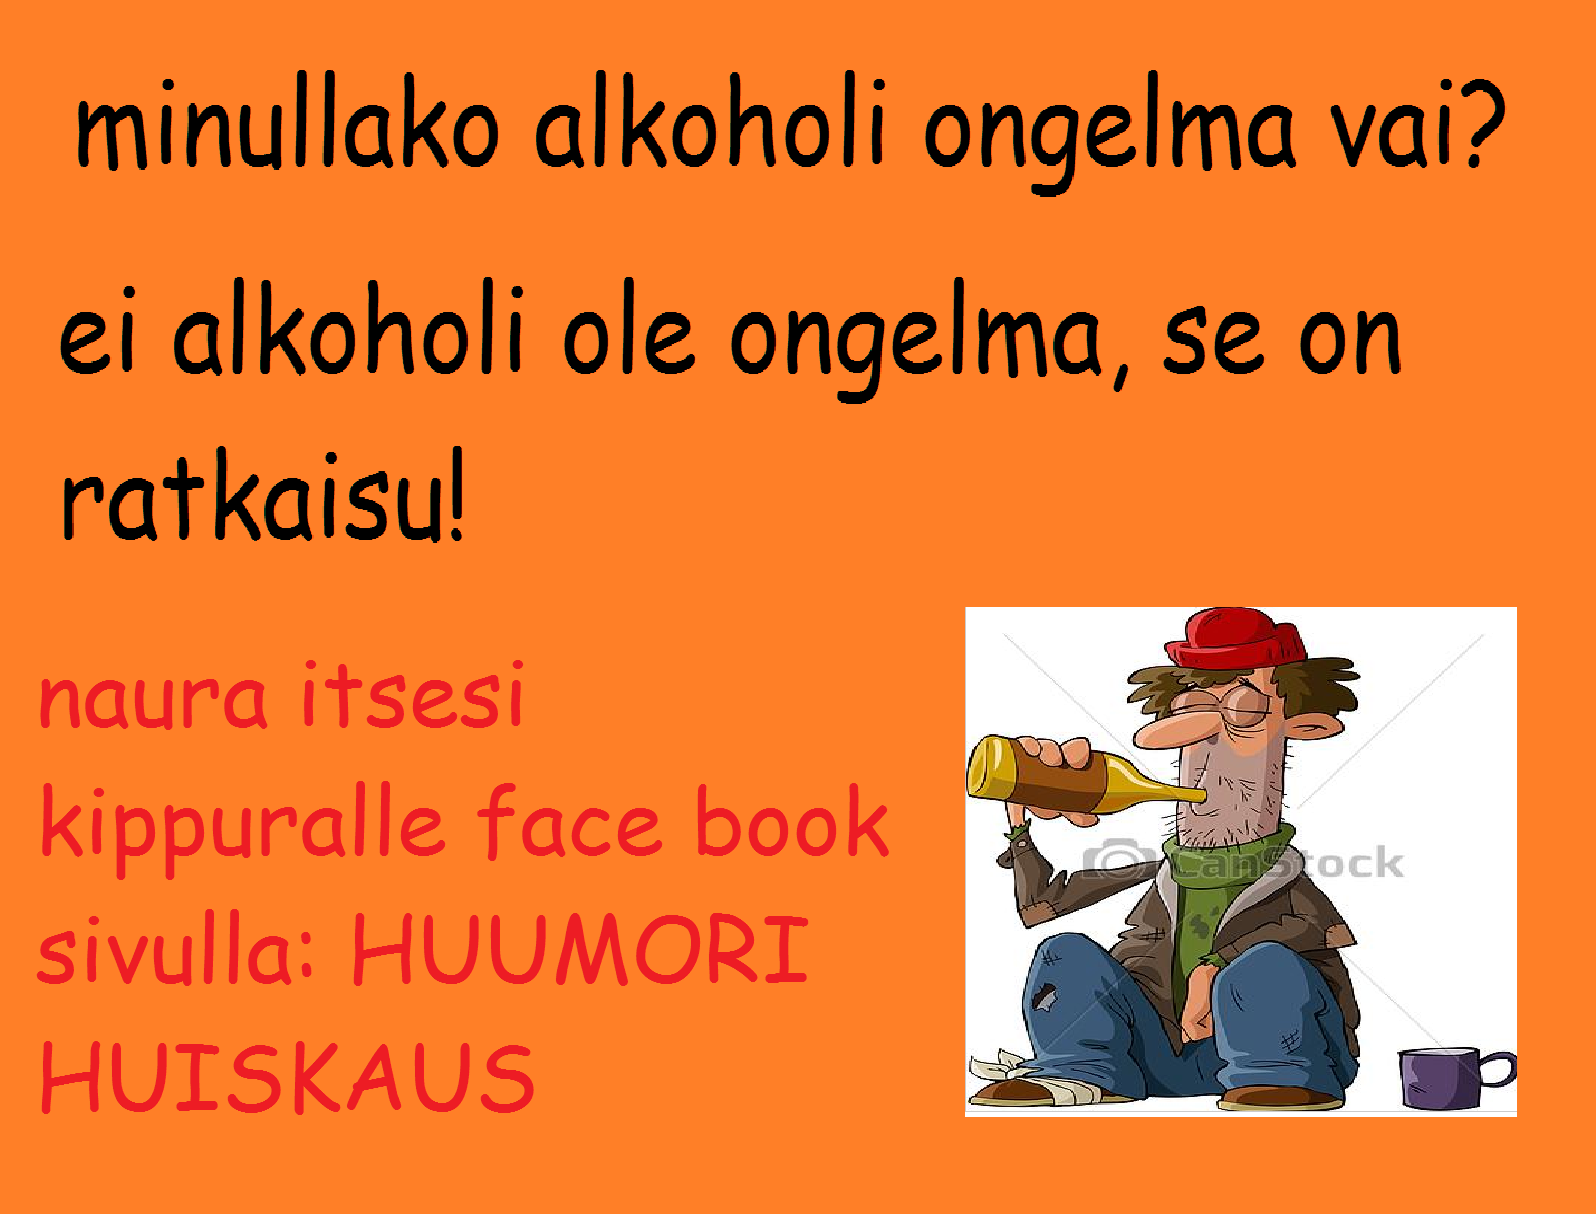 minullako alkoholi ongelma vai?
ei alkoholi ole ongelma, se on
ratkaisu!
naura itsesi
kippuralle face book
sivulla: HUUMORI
HUISKAUS
CanStock